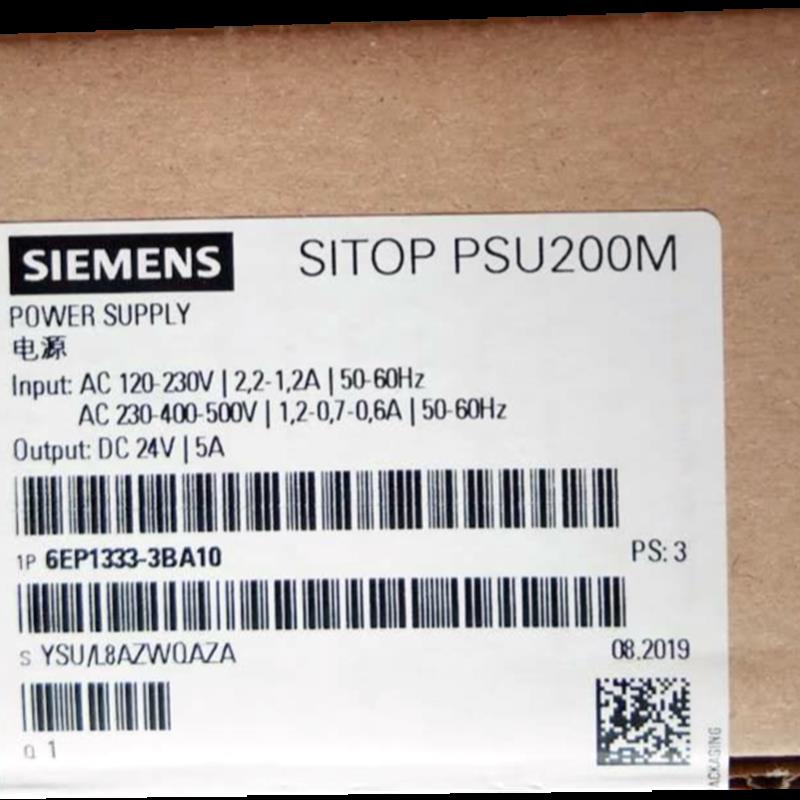 SIEMENS SITOP PSU200M
POWER SUPPLY
电源
Input: AC 120-230V | 2,2-1,2A | 50-60Hz
AC 230-400-500V | 1,2-0,7-0,6A | 50-60Hz
Output: DC 24V | 5A
1P 6EP1333-3BA10 PS: 3
S YSU/L8AZWQAZA 08.2019
Q 1